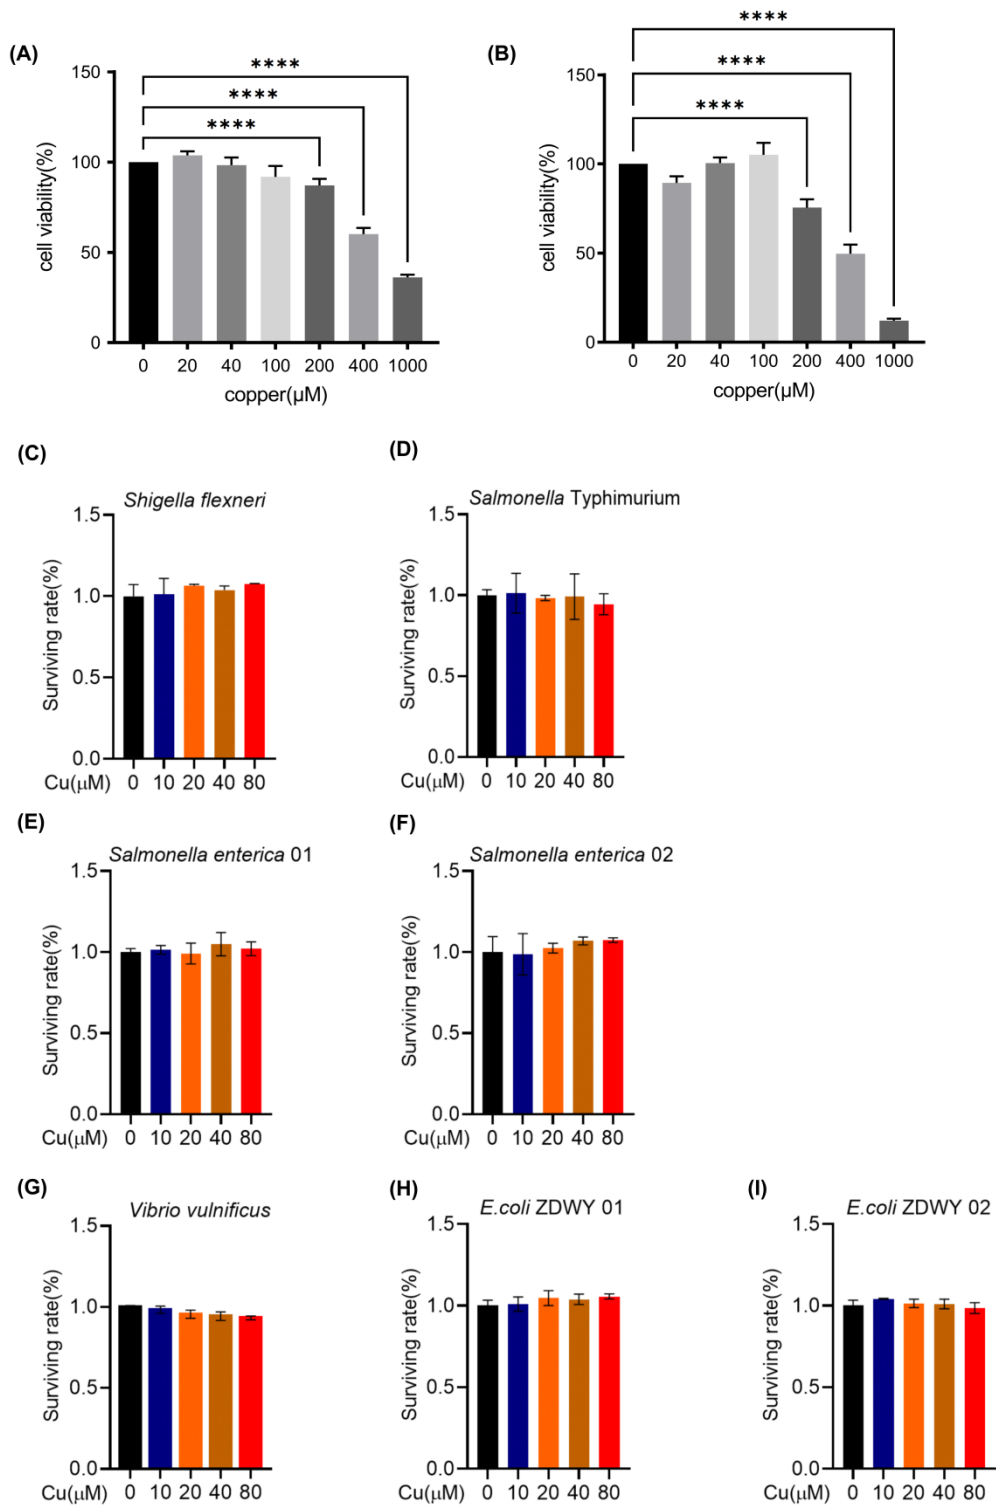 (A)
cell viability(%)
150
100
50
0
****
****
****
0 20 40 100 200 400 1000
copper(μM)
(B)
cell viability(%)
150
100
50
0
****
****
****
0 20 40 100 200 400 1000
copper(μM)
(C)
Shigella flexneri
Surviving rate(%)
1.5
1.0
0.5
0.0
Cu(μM) 0 10 20 40 80
(D)
Salmonella Typhimurium
Surviving rate(%)
1.5
1.0
0.5
0.0
Cu(μM) 0 10 20 40 80
(E)
Salmonella enterica 01
Surviving rate(%)
1.5
1.0
0.5
0.0
Cu(μM) 0 10 20 40 80
(F)
Salmonella enterica 02
Surviving rate(%)
1.5
1.0
0.5
0.0
Cu(μM) 0 10 20 40 80
(G)
Vibrio vulnificus
Surviving rate(%)
1.5
1.0
0.5
0.0
Cu(μM) 0 10 20 40 80
(H)
E.coli ZDWY 01
Surviving rate(%)
1.5
1.0
0.5
0.0
Cu(μM) 0 10 20 40 80
(I)
E.coli ZDWY 02
Surviving rate(%)
1.5
1.0
0.5
0.0
Cu(μM) 0 10 20 40 80